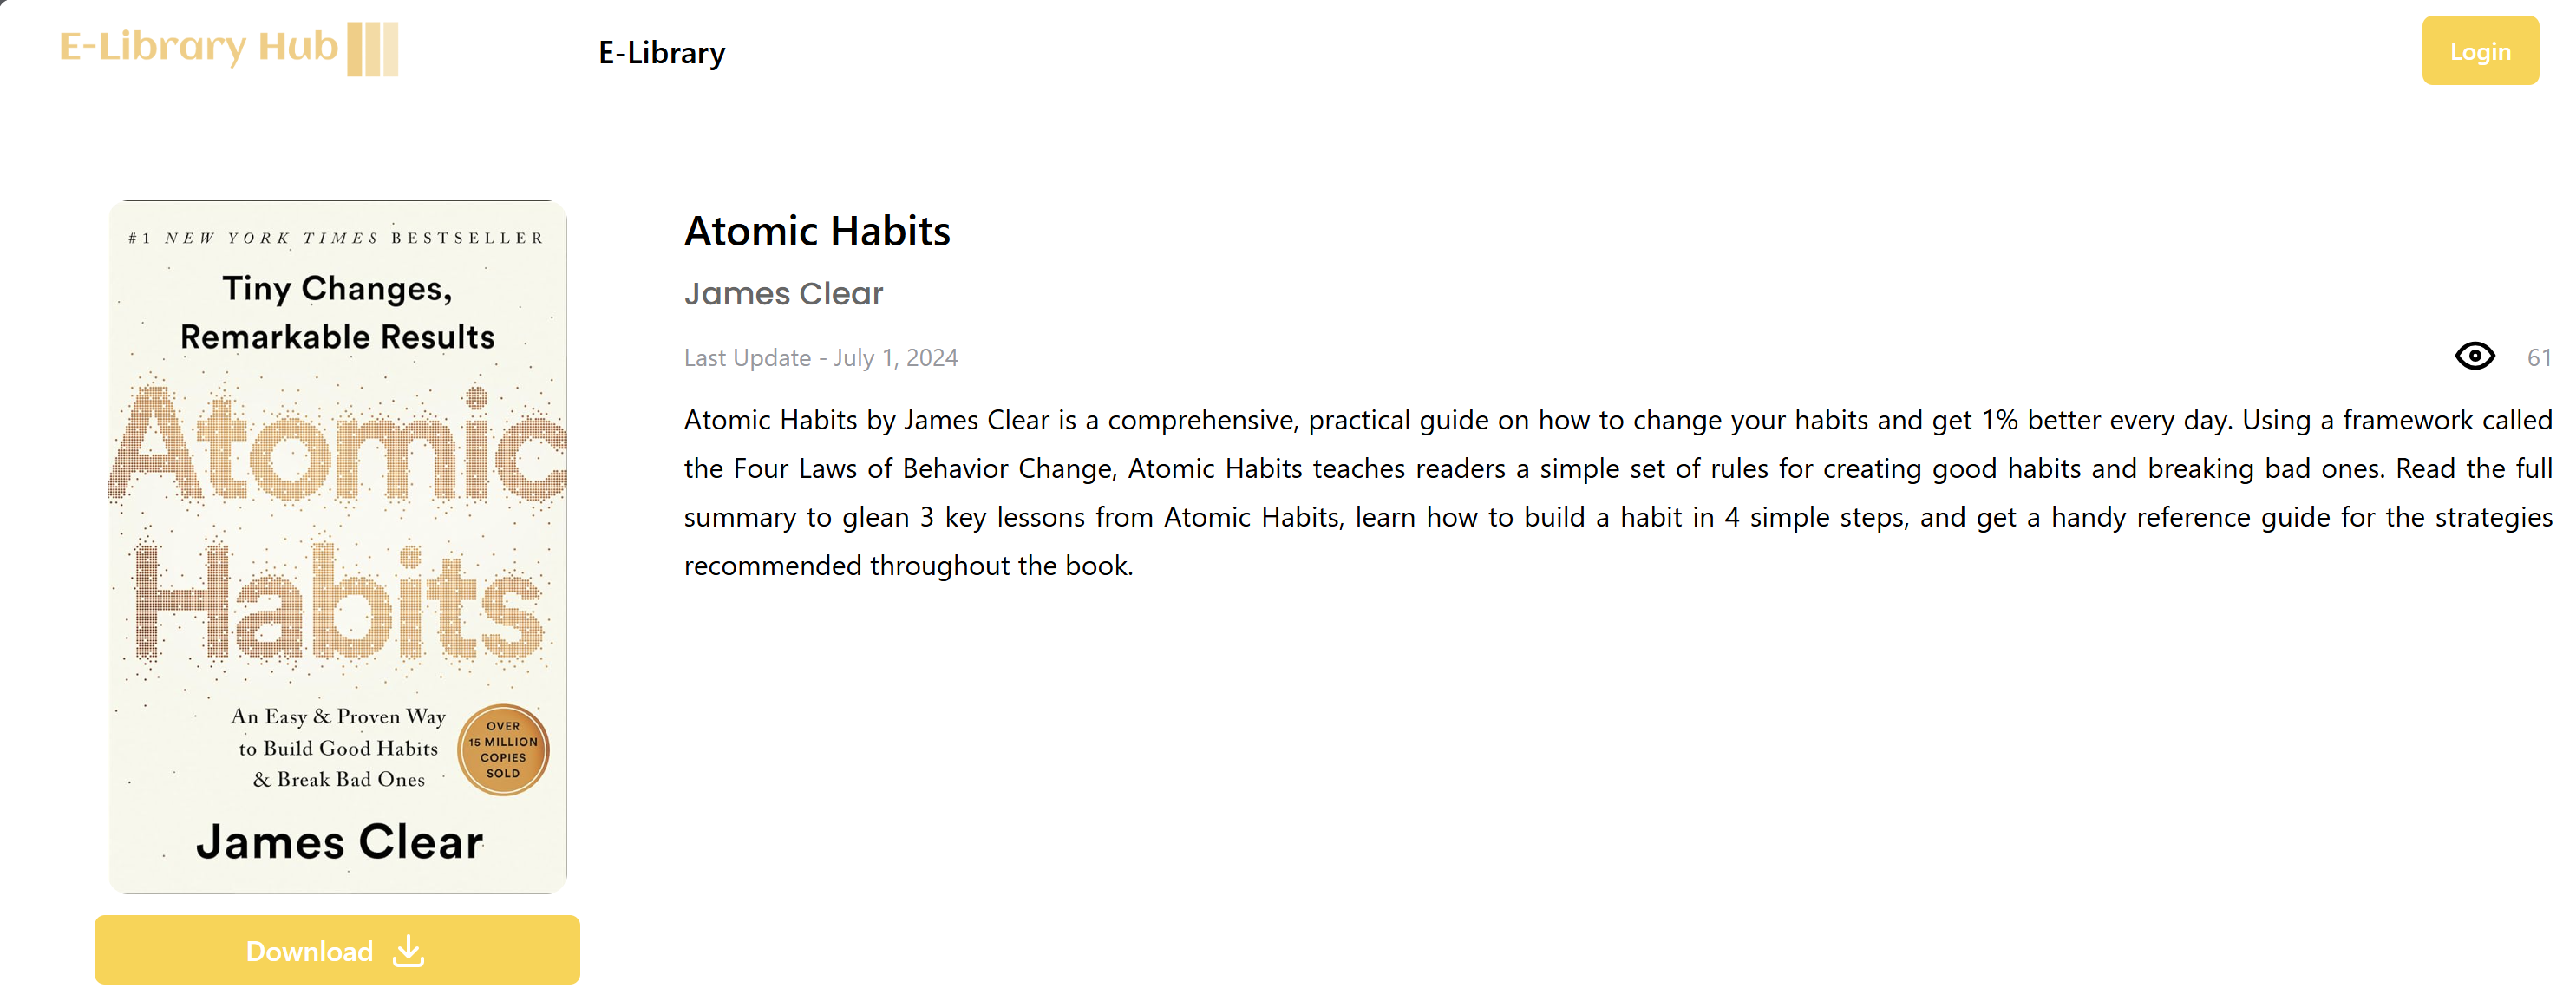 E-Library Hub
E-Library
Login
#1 NEW YORK TIMES BESTSELLER
Tiny Changes,
Remarkable Results
Atomic
Habits
An Easy & Proven Way
to Build Good Habits
& Break Bad Ones
OVER
15 MILLION
COPIES
SOLD
James Clear
Download
Atomic Habits
James Clear
Last Update - July 1, 2024
61
Atomic Habits by James Clear is a comprehensive, practical guide on how to change your habits and get 1% better every day. Using a framework called
the Four Laws of Behavior Change, Atomic Habits teaches readers a simple set of rules for creating good habits and breaking bad ones. Read the full
summary to glean 3 key lessons from Atomic Habits, learn how to build a habit in 4 simple steps, and get a handy reference guide for the strategies
recommended throughout the book.